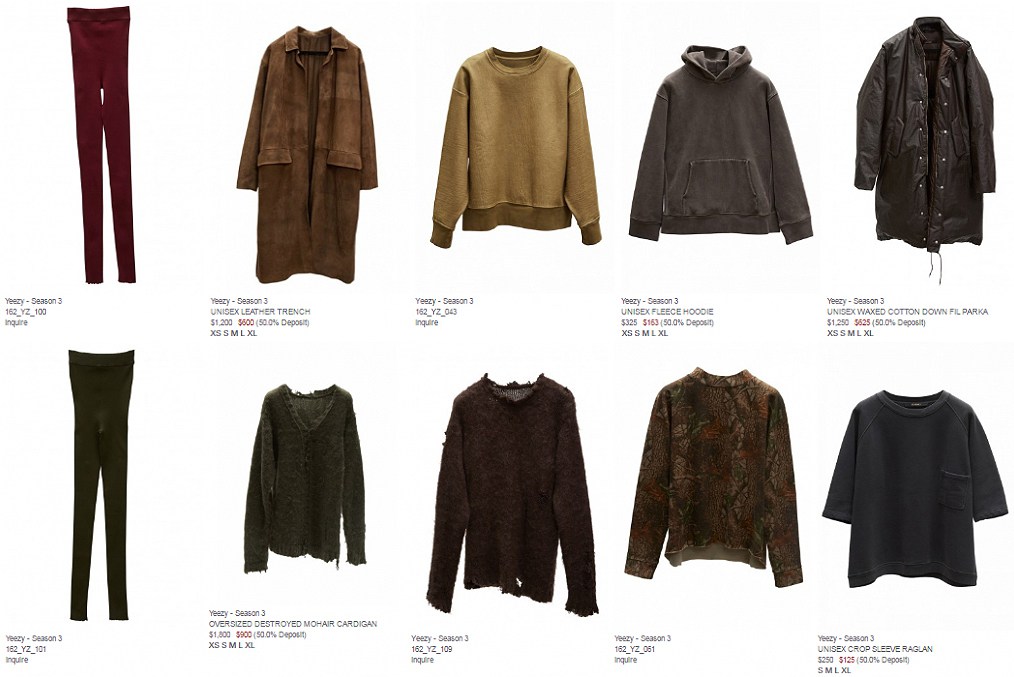 Yeezy - Season 3
162_YZ_100
Inquire
Yeezy - Season 3
UNISEX LEATHER TRENCH
$1,200 $600 (50.0% Deposit)
XS S M L XL
Yeezy - Season 3
162_YZ_043
Inquire
Yeezy - Season 3
UNISEX FLEECE HOODIE
$325 $163 (50.0% Deposit)
XS S M L XL
Yeezy - Season 3
UNISEX WAXED COTTON DOWN FIL PARKA
$1,250 $625 (50.0% Deposit)
XS S M L XL
Yeezy - Season 3
162_YZ_101
Inquire
Yeezy - Season 3
OVERSIZED DESTROYED MOHAIR CARDIGAN
$1,800 $900 (50.0% Deposit)
XS S M L XL
Yeezy - Season 3
162_YZ_109
Inquire
Yeezy - Season 3
162_YZ_051
Inquire
Yeezy - Season 3
UNISEX CROP SLEEVE RAGLAN
$250 $125 (50.0% Deposit)
S M L XL